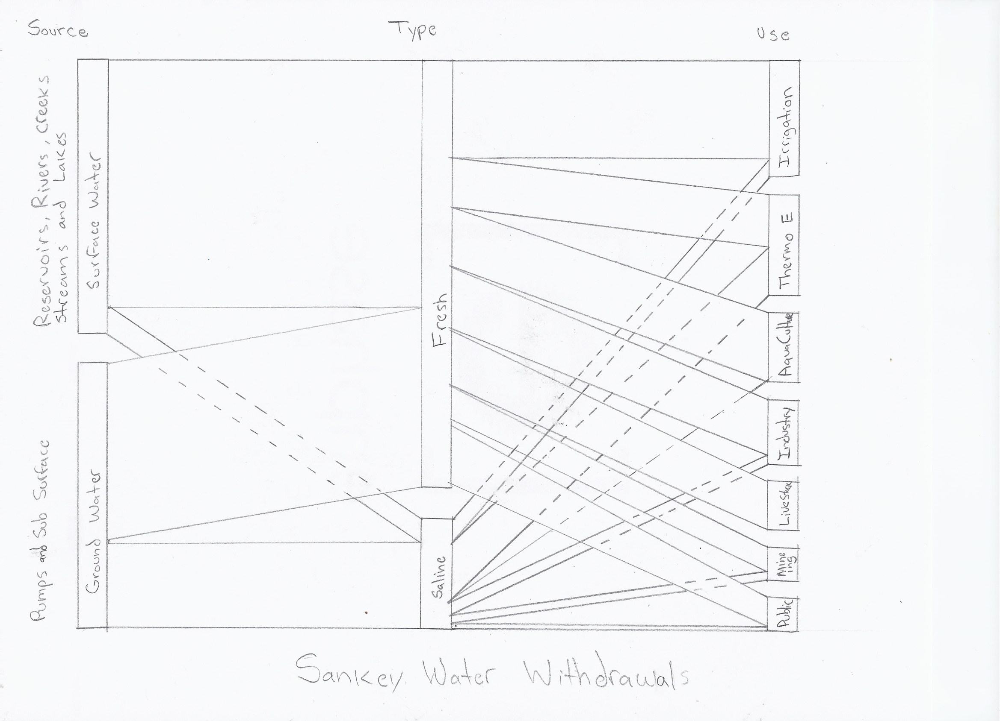 Source
Type
Use
Reservoirs, Rivers, Creeks
Streams and Lakes
Surface Water
Pumps and Sub Surface
Ground Water
Fresh
Saline
Irrigation
Thermo E
AquaCulture
Industry
Livestock
Mine
ing
Public
Sankey Water Withdrawals